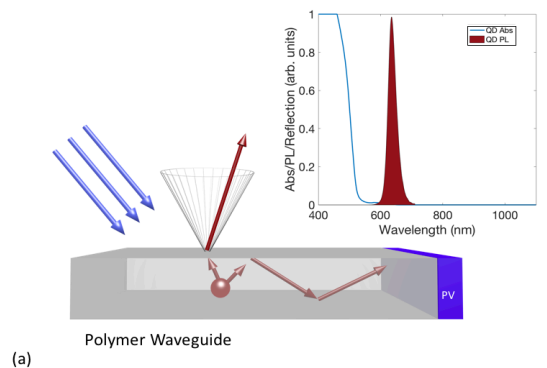 QD Abs
QD PL
1
0.8
0.6
0.4
0.2
0
400
600
800
1000
Abs/PL/Reflection (arb. units)
Wavelength (nm)
PV
Polymer Waveguide
(a)